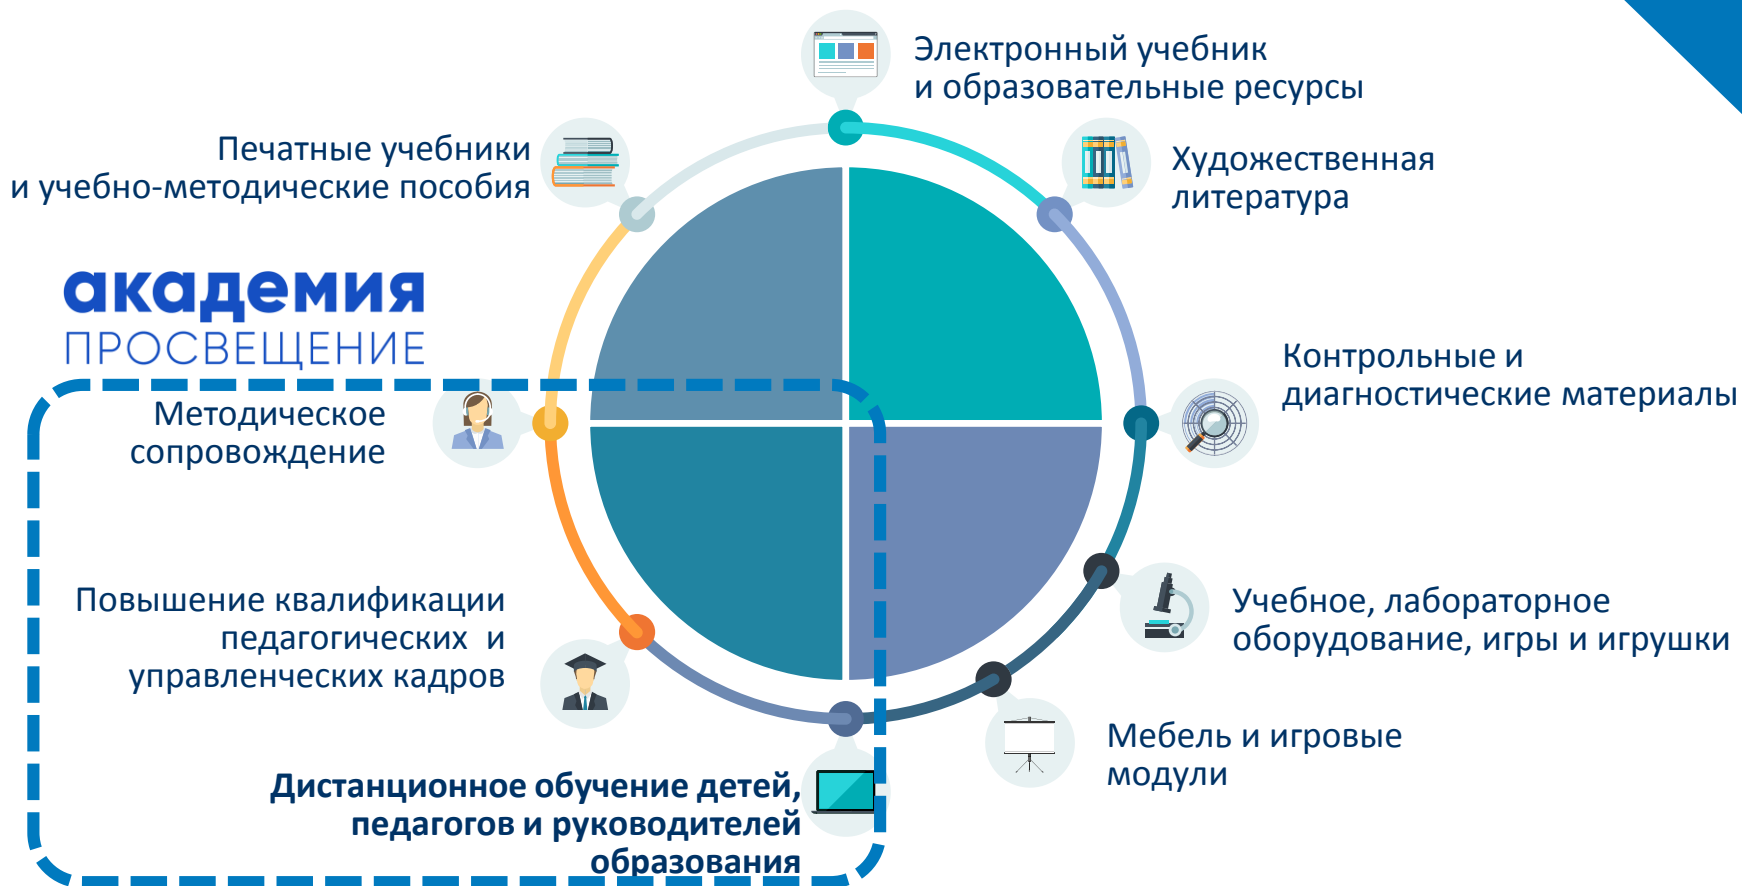 Электронный учебник
и образовательные ресурсы
Печатные учебники
и учебно-методические пособия
Художественная
литература
академия
ПРОСВЕЩЕНИЕ
Контрольные и
диагностические материалы
Методическое
сопровождение
Повышение квалификации
педагогических и
управленческих кадров
Учебное, лабораторное
оборудование, игры и игрушки
Мебель и игровые
модули
Дистанционное обучение детей,
педагогов и руководителей
образования